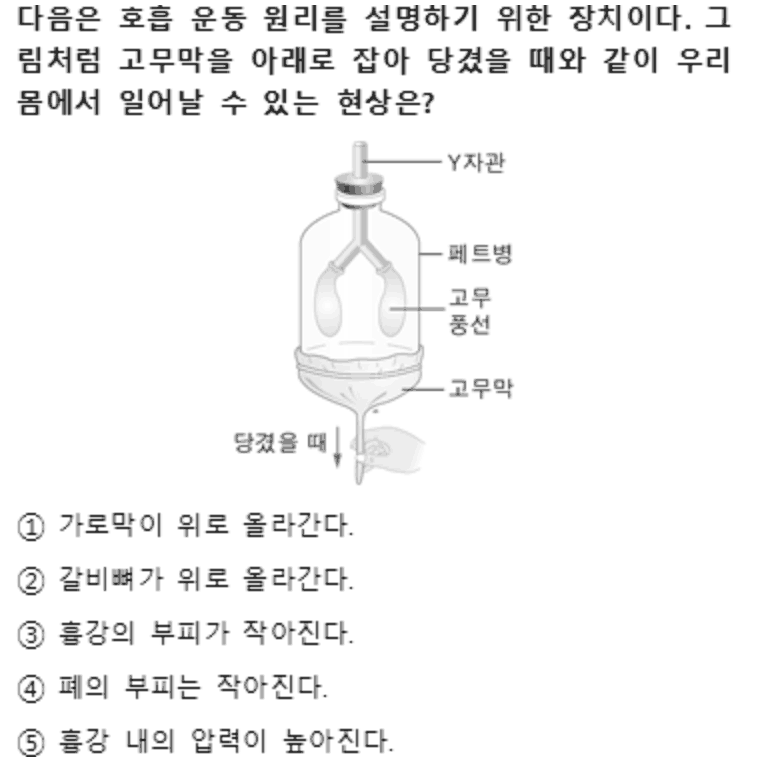 다음은 호흡 운동 원리를 설명하기 위한 장치이다. 그
림처럼 고무막을 아래로 잡아 당겼을 때와 같이 우리
몸에서 일어날 수 있는 현상은?
Y자관
페트병
고무
풍선
고무막
당겼을 때
① 가로막이 위로 올라간다.
② 갈비뼈가 위로 올라간다.
③ 흉강의 부피가 작아진다.
④ 폐의 부피는 작아진다.
⑤ 흉강 내의 압력이 높아진다.